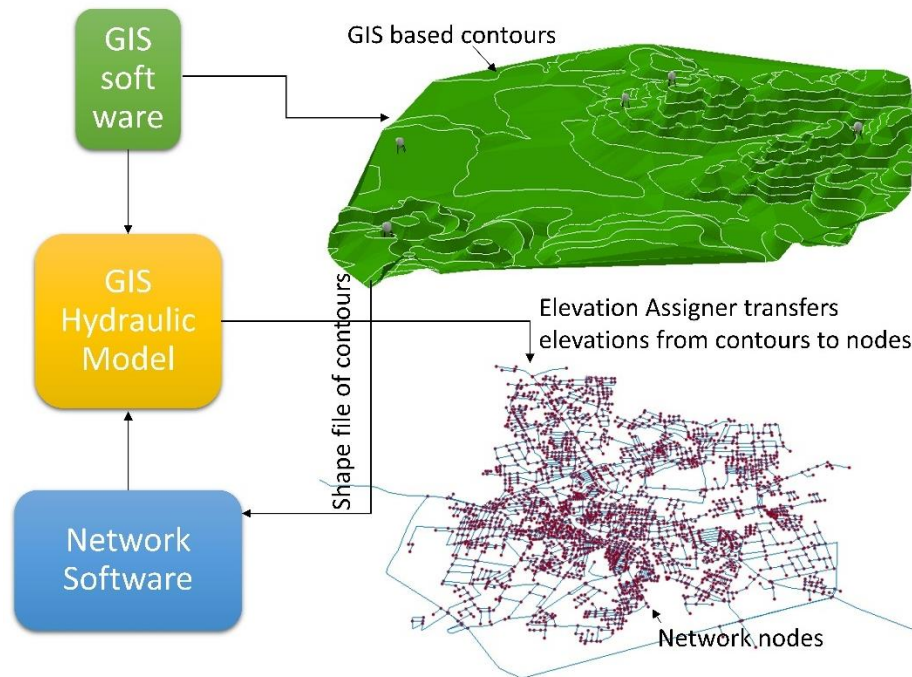 GIS
soft
ware
GIS based contours
GIS
Hydraulic
Model
Shape file of contours
Elevation Assigner transfers
elevations from contours to nodes
Network
Software
Network nodes